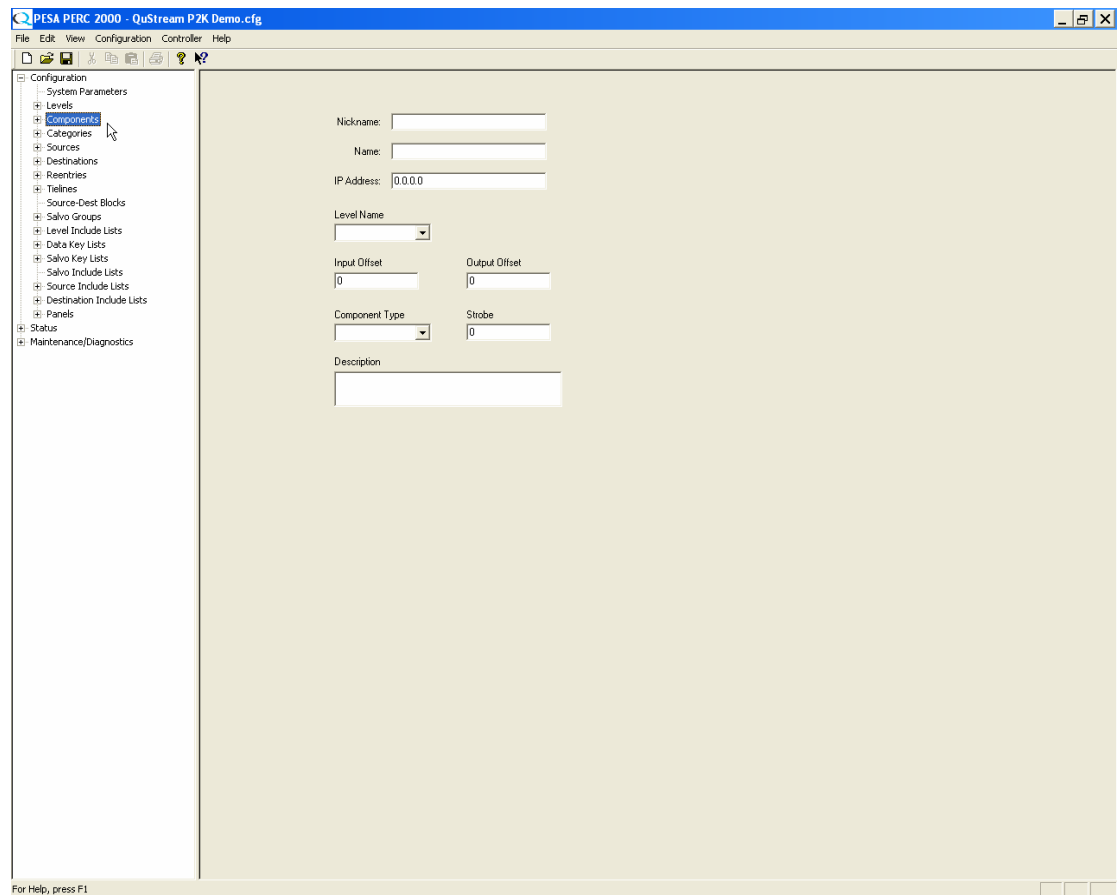 PESA PERC 2000 - QuStream P2K Demo.cfg
File Edit View Configuration Controller Help
Configuration
System Parameters
Levels
Components
Categories
Sources
Destinations
Reentries
Tielines
Source-Dest Blocks
Salvo Groups
Level Include Lists
Data Key Lists
Salvo Key Lists
Salvo Include Lists
Source Include Lists
Destination Include Lists
Panels
Status
Maintenance/Diagnostics
Nickname:
Name:
IP Address: 0.0.0.0
Level Name
Input Offset Output Offset
0 0
Component Type Strobe
0
Description
For Help, press F1